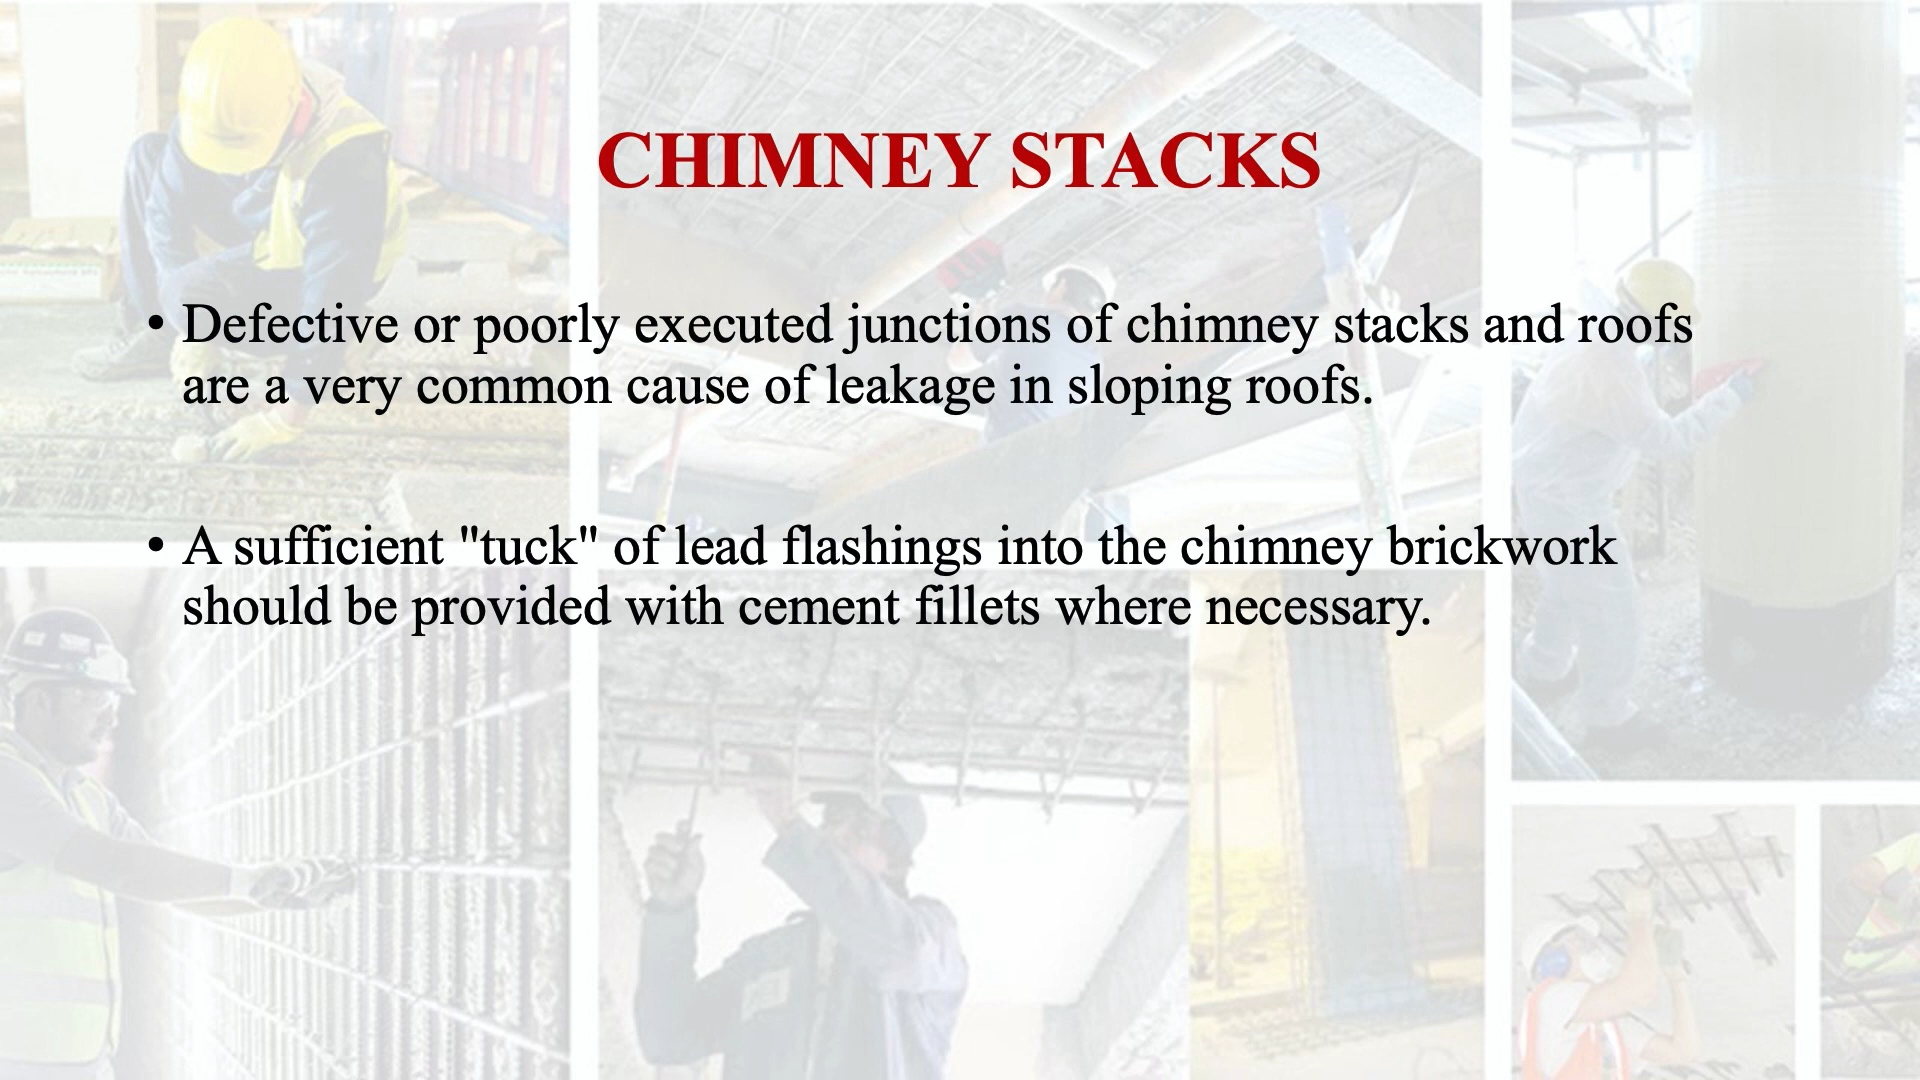 CHIMNEY STACKS
• Defective or poorly executed junctions of chimney stacks and roofs
are a very common cause of leakage in sloping roofs.
• A sufficient "tuck" of lead flashings into the chimney brickwork
should be provided with cement fillets where necessary.